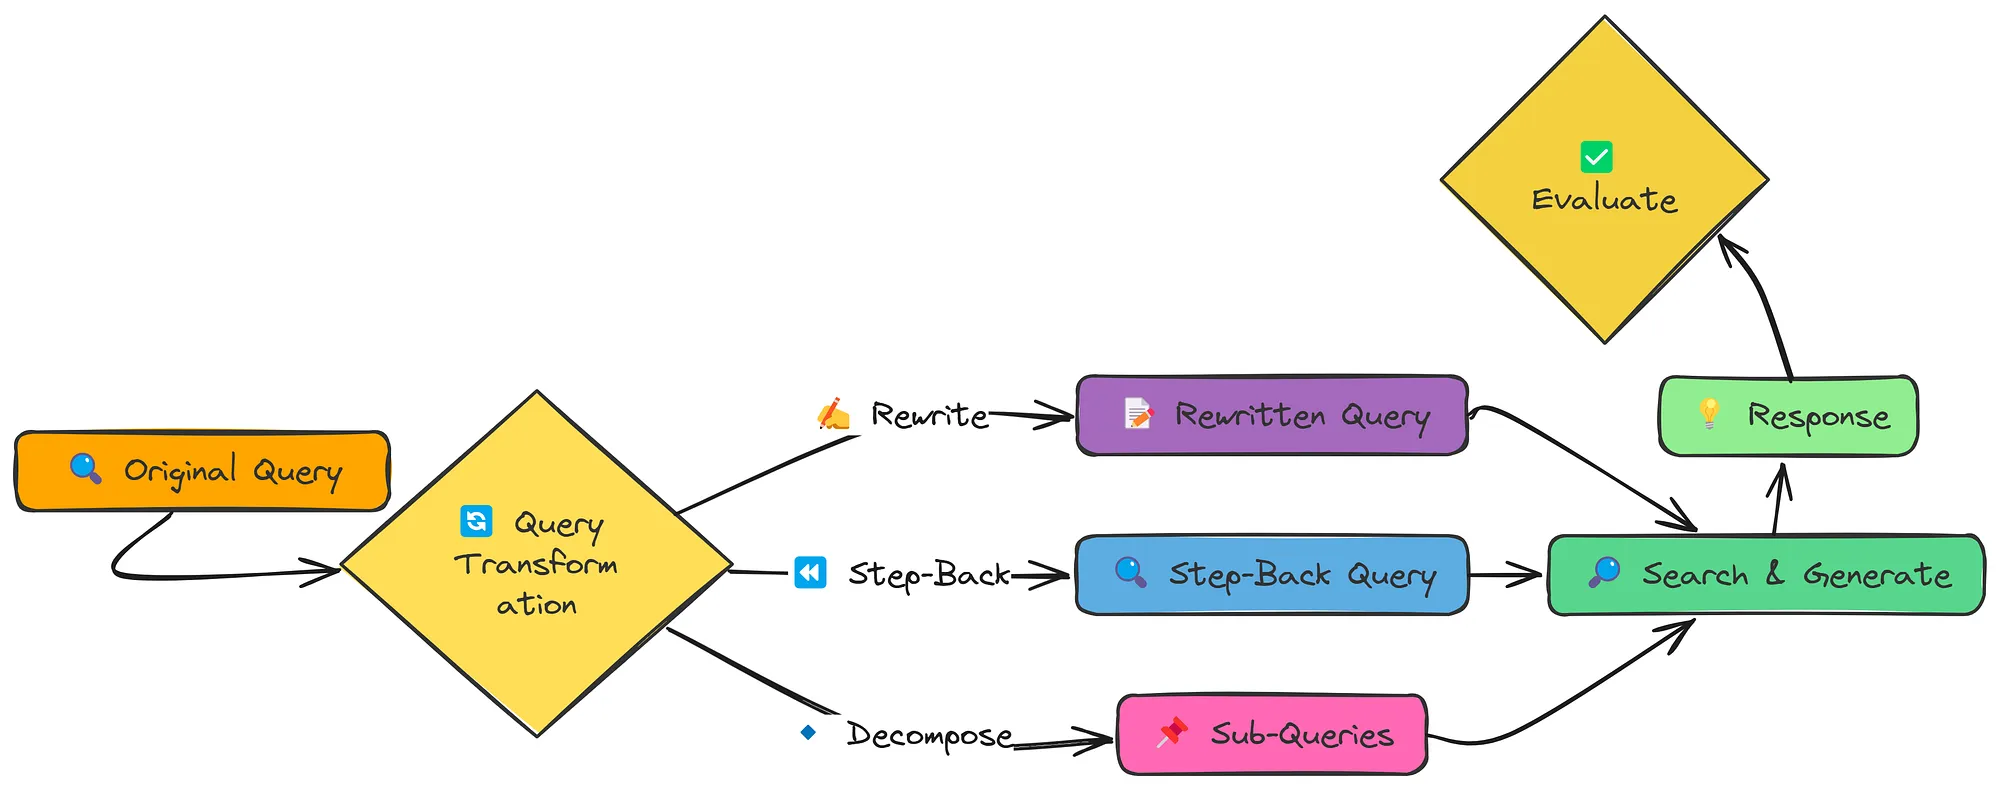 Evaluate
Rewrite
Rewritten Query
Response
Original Query
Query
Transform
ation
Step-Back
Step-Back Query
Search & Generate
Decompose
Sub-Queries